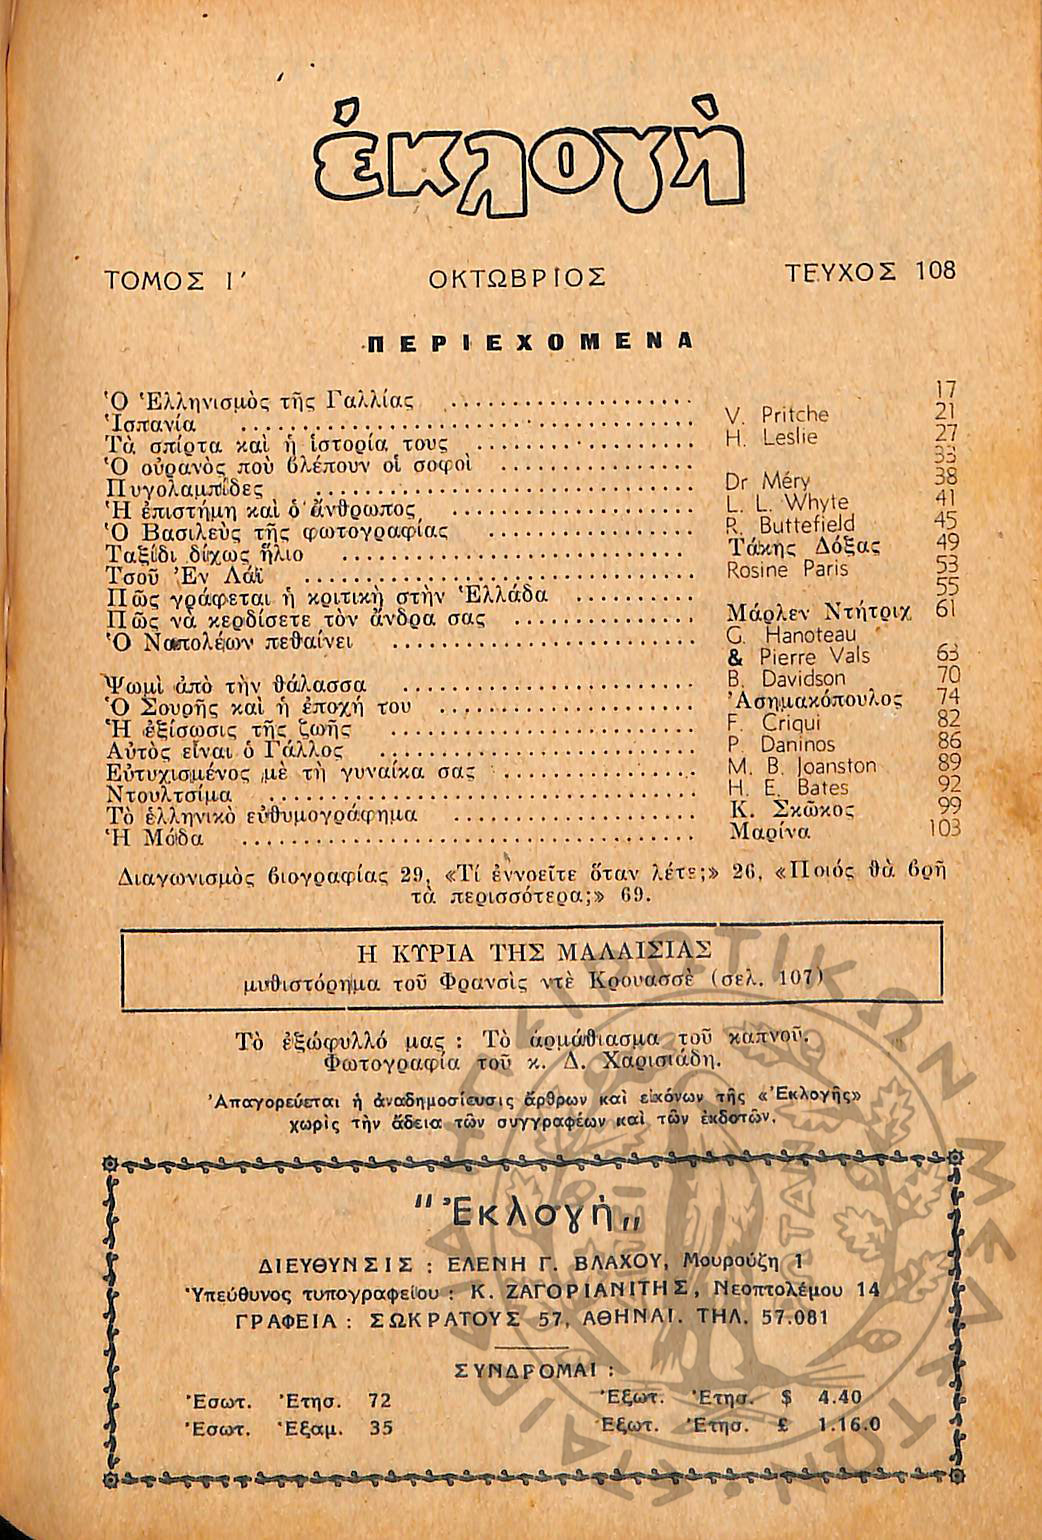 ἐκλογὴ
ΤΟΜΟΣ Ι´ ΟΚΤΩΒΡΙΟΣ ΤΕΥΧΟΣ 108
ΠΕΡΙΕΧΟΜΕΝΑ
Ὁ Ἑλληνισμὸς τῆς Γαλλίας .................... 17
Ἱσπανία .................... V. Pritche 21
Τὰ σπίρτα καὶ ἡ ἱστορία τους .................... H. Leslie 27
Ὁ οὐρανὸς ποὺ βλέπουν οἱ σοφοὶ .................... 33
Πυγολαμπίδες .................... Dr Méry 38
Ἡ ἐπιστήμη καὶ ὁ ἄνθρωπος .................... L. L. Whyte 41
Ὁ Βασιλεὺς τῆς φωτογραφίας .................... R. Buttefield 45
Ταξίδι δίχως ἥλιο .................... Τάκης Δόξας 49
Τσοῦ Ἐν Λάϊ .................... Rosine Paris 53
Πῶς γράφεται ἡ κριτικὴ στὴν Ἑλλάδα .................... 55
Πῶς νὰ κερδίσετε τὸν ἄνδρα σας .................... Μάρλεν Ντήτριχ 61
Ὁ Ναπολέων πεθαίνει .................... G. Hanoteau
& Pierre Vals 63
Ψωμὶ ἀπὸ τὴν θάλασσα .................... B. Davidson 70
Ὁ Σουρῆς καὶ ἡ ἐποχή του .................... Ἀσημακόπουλος 74
Ἡ ἐξίσωσις τῆς ζωῆς .................... F. Criqui 82
Αὐτὸς εἶναι ὁ Γάλλος .................... P. Daninos 86
Εὐτυχισμένος μὲ τὴ γυναίκα σας .................... M. B. Joanston 89
Ντουλτσίμα .................... H. E. Bates 92
Τὸ ἑλληνικὸ εὐθυμογράφημα .................... Κ. Σκῶκος 99
Ἡ Μόδα .................... Μαρίνα 103
Διαγωνισμὸς βιογραφίας 29, «Τί ἐννοεῖτε ὅταν λέτε;» 26, «Ποιός θὰ βρῆ
τὰ περισσότερα;» 69.
Η ΚΥΡΙΑ ΤΗΣ ΜΑΛΑΙΣΙΑΣ
μυθιστόρημα τοῦ Φρανσὶς ντὲ Κρουασσὲ (σελ. 107)
Τὸ ἐξώφυλλό μας : Τὸ ἁρμάθιασμα τοῦ καπνοῦ.
Φωτογραφία τοῦ κ. Δ. Χαρισιάδη.
Ἀπαγορεύεται ἡ ἀναδημοσίευσις ἄρθρων καὶ εἰκόνων τῆς «Ἐκλογῆς»
χωρὶς τὴν ἄδεια τῶν συγγραφέων καὶ τῶν ἐκδοτῶν.
"Ἐκλογὴ„
ΔΙΕΥΘΥΝΣΙΣ : ΕΛΕΝΗ Γ. ΒΛΑΧΟΥ, Μουρούζη 1
Ὑπεύθυνος τυπογραφείου : Κ. ΖΑΓΟΡΙΑΝΙΤΗΣ, Νεοπτολέμου 14
ΓΡΑΦΕΙΑ : ΣΩΚΡΑΤΟΥΣ 57, ΑΘΗΝΑΙ. ΤΗΛ. 57.081
ΣΥΝΔΡΟΜΑΙ :
Ἐσωτ. Ἐτησ. 72 Ἐξωτ. Ἐτησ. $ 4.40
Ἐσωτ. Ἑξαμ. 35 Ἐξωτ. Ἐτησ. £ 1.16.0